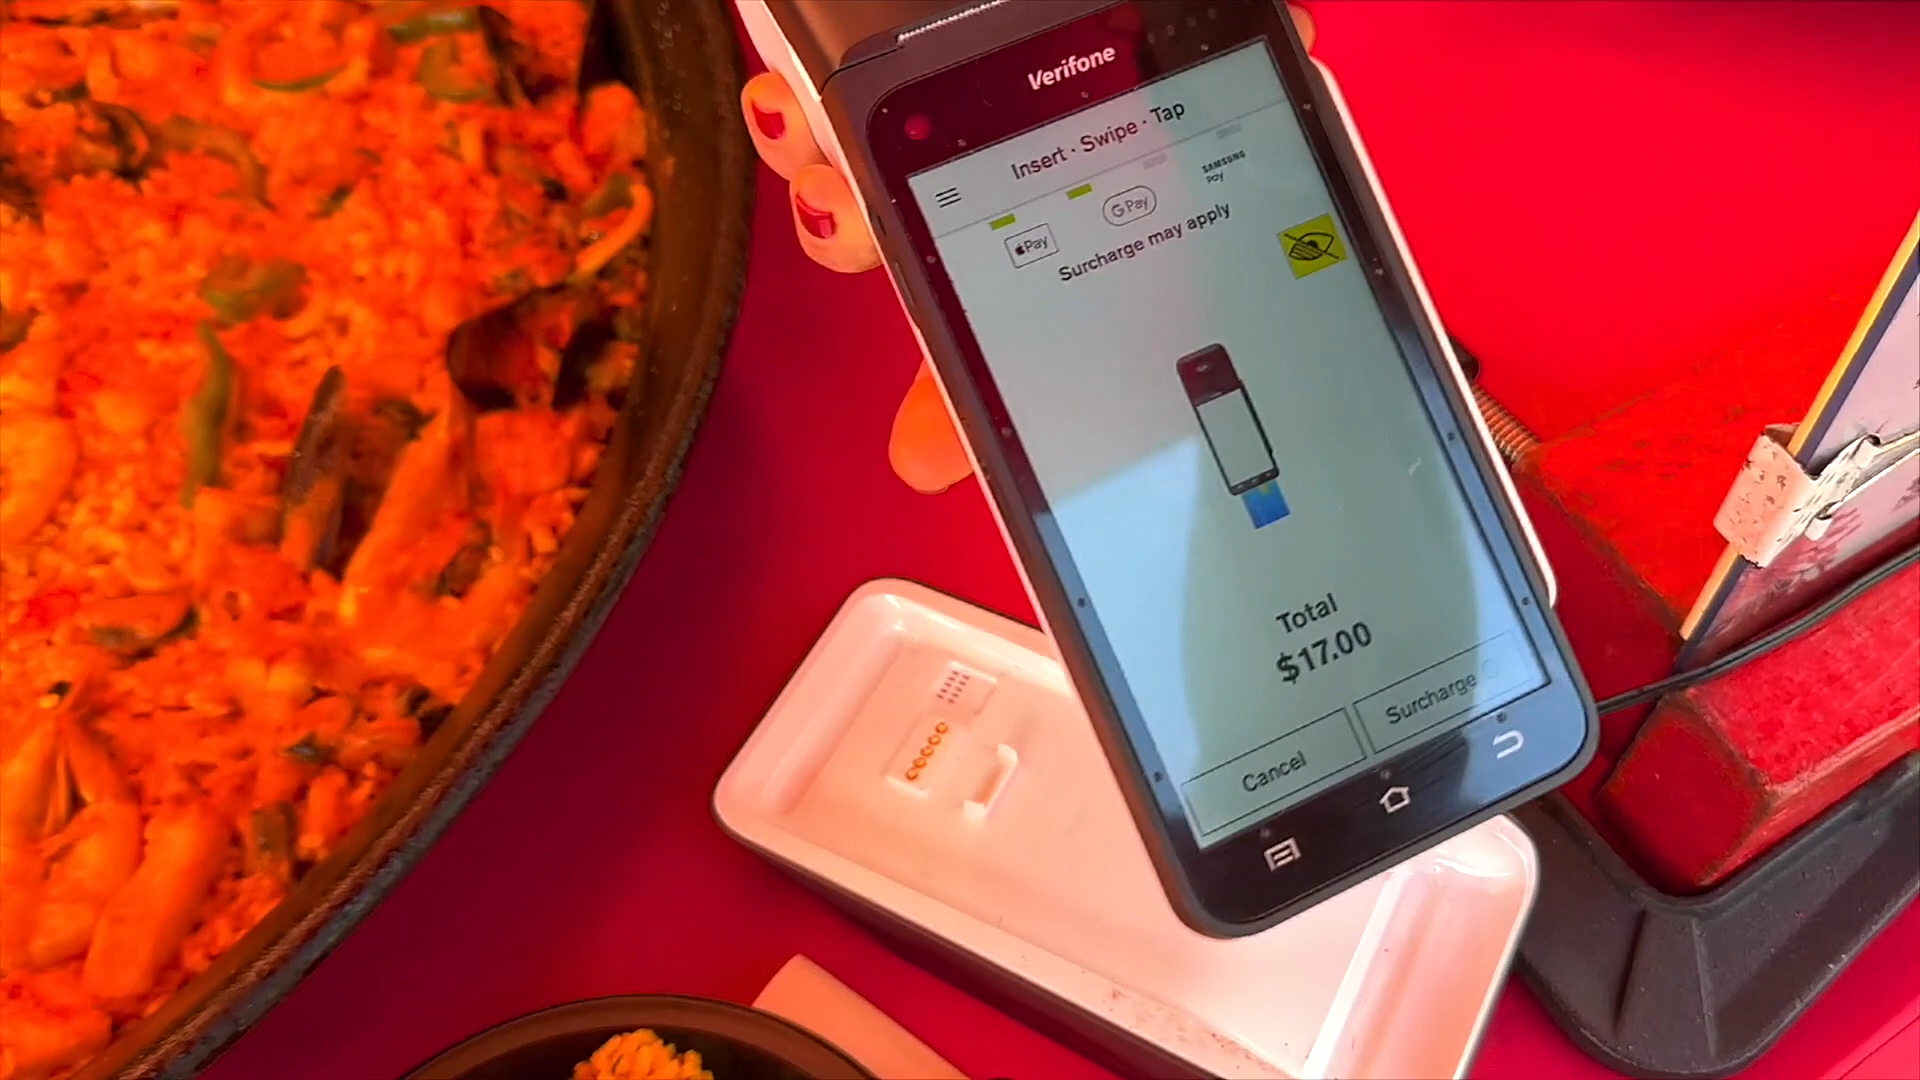 Verifone
Insert · Swipe · Tap
Pay
G Pay
SAMSUNG
Pay
Surcharge may apply
Total
$17.00
Cancel
Surcharge